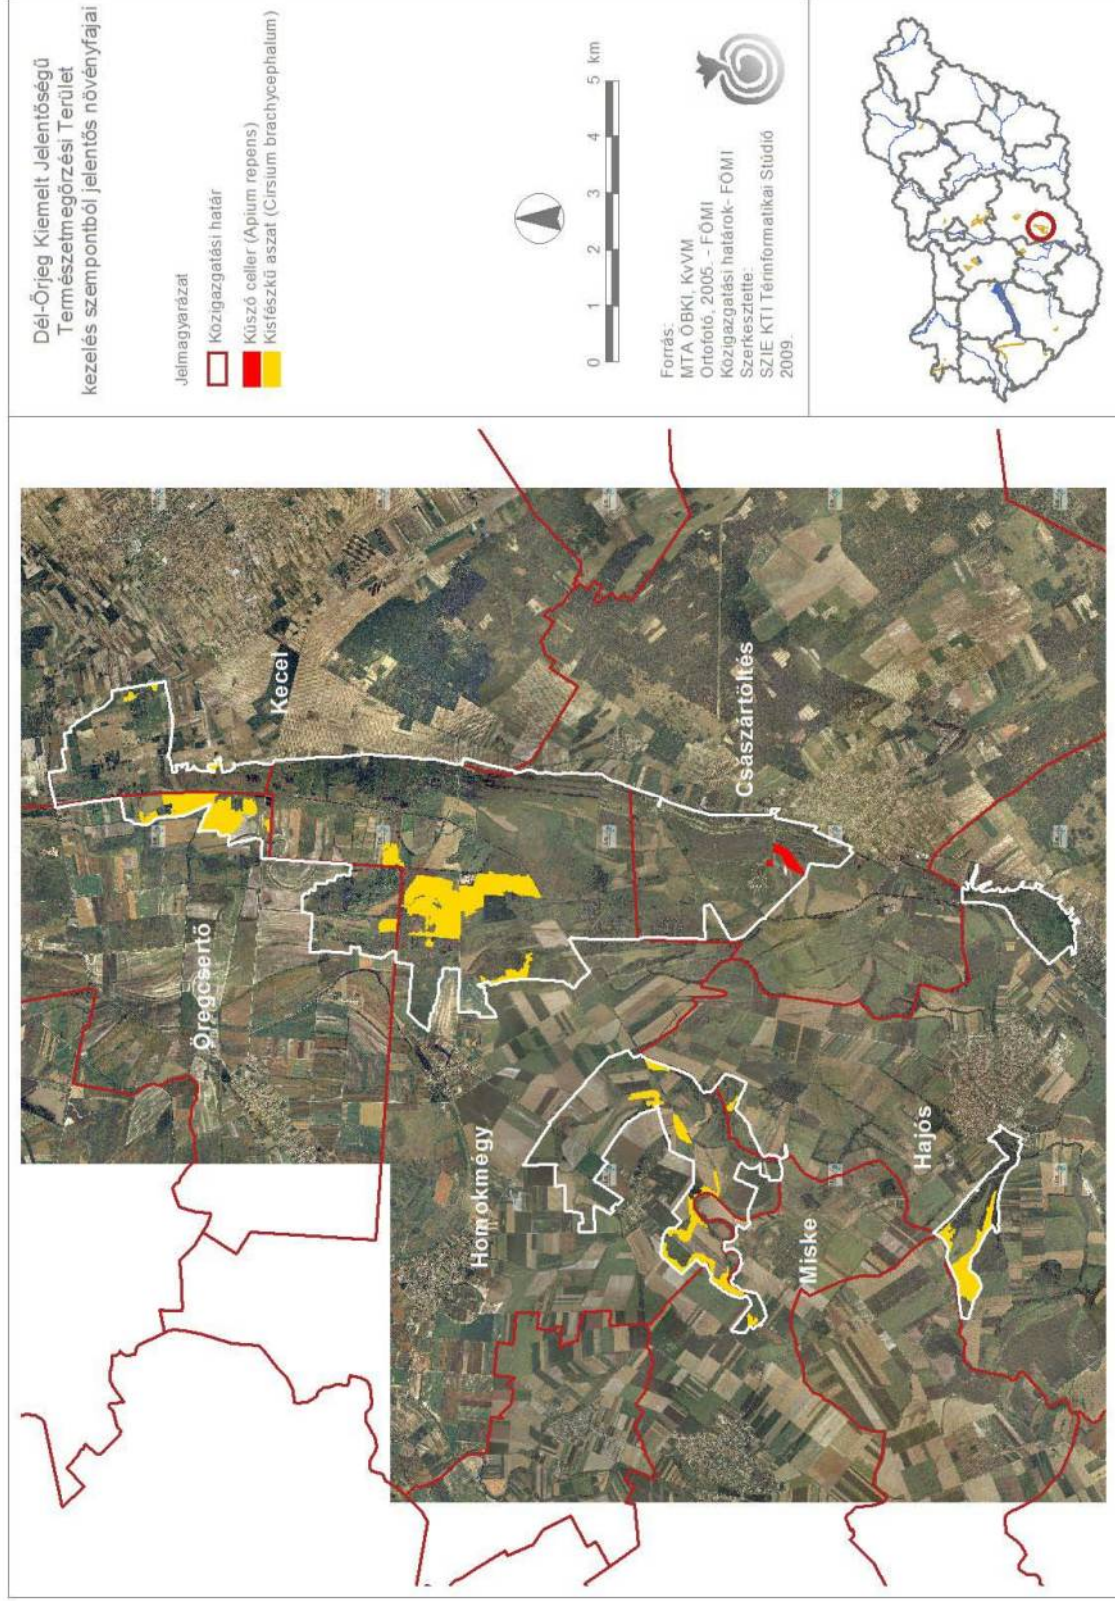 Dél-Őrjeg Kiemelt Jelentőségű
Természetmegőrzési Terület
kezelés szempontból jelentős növényfajai
Jelmagyarázat
Közigazgatási határ
Kúszó celler (Apium repens)
Kisfészkű aszat (Cirsium brachycephalum)
0 1 2 3 4 5 km
Forrás:
MTA ÖBKI, KvVM
Ortofotó, 2005. - FÖMI
Közigazgatási határok- FÖMI
Szerkesztette:
SZIE KTI Térinformatikai Stúdió
2009.
Kecel
Öregcsertő
Császártöltés
Homokmégy
Hajós
Miske